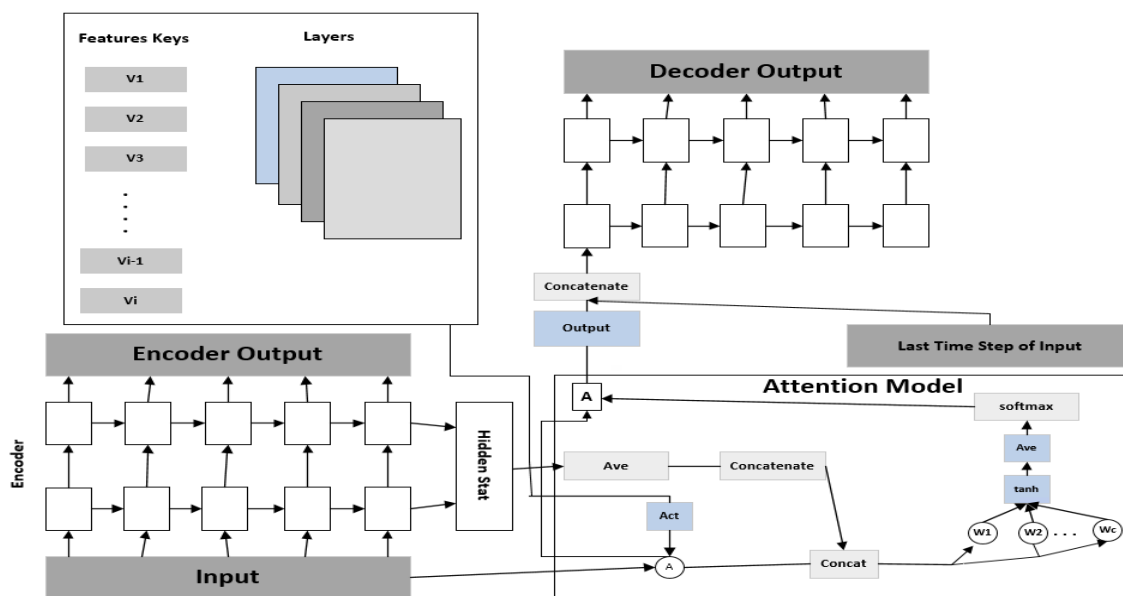 Features Keys
Layers
V1
V2
V3
Vi-1
Vi
Decoder Output
Concatenate
Output
Last Time Step of Input
Encoder Output
Encoder
Hidden Stat
Input
Attention Model
A
softmax
Ave
tanh
Ave
Concatenate
Act
W1
W2
. . .
Wc
A
Concat